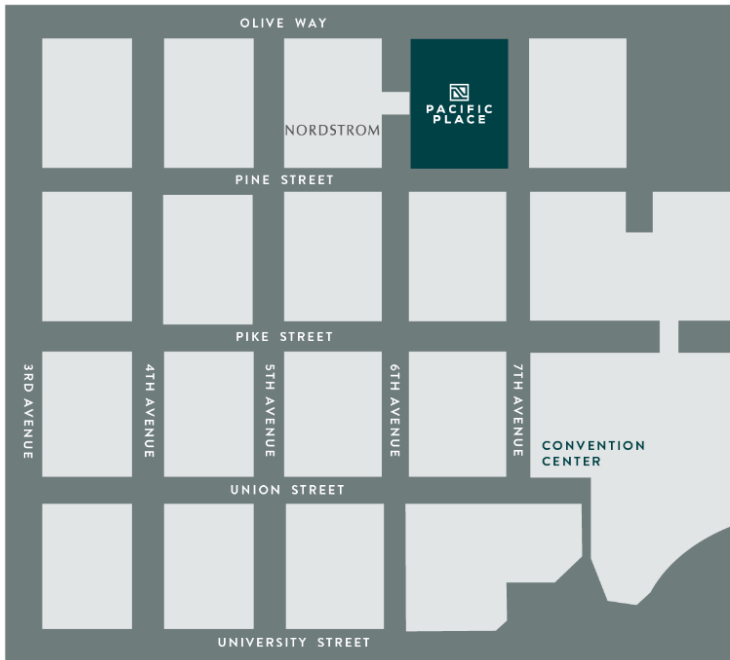 OLIVE WAY
PACIFIC
PLACE
NORDSTROM
PINE STREET
PIKE STREET
3RD AVENUE
4TH AVENUE
5TH AVENUE
6TH AVENUE
7TH AVENUE
CONVENTION
CENTER
UNION STREET
UNIVERSITY STREET